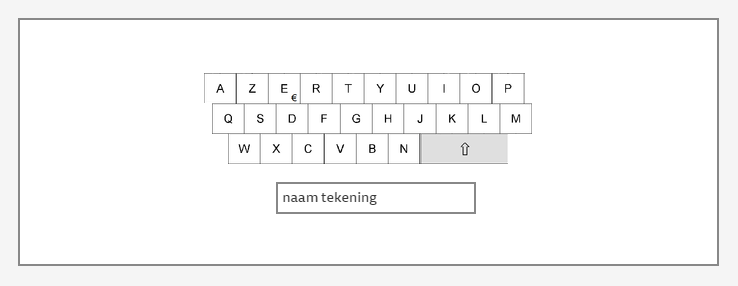 A Z E € R T Y U I O P
Q S D F G H J K L M
W X C V B N ⇧
naam tekening